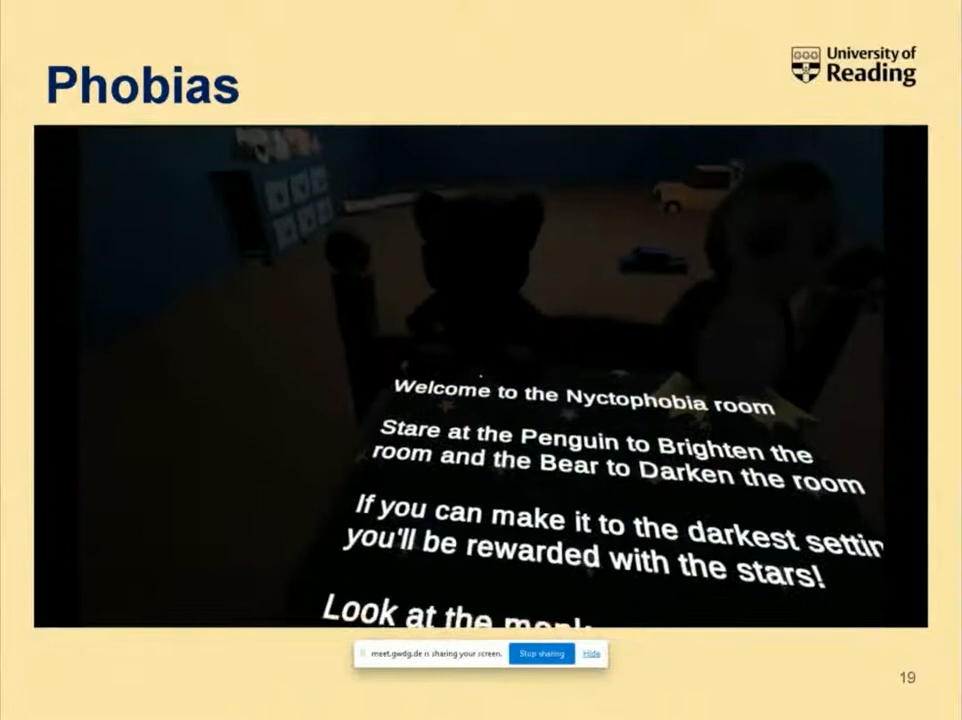 Phobias
University of
Reading
Welcome to the Nyctophobia room
Stare at the Penguin to Brighten the
room and the Bear to Darken the room
If you can make it to the darkest settin
you'll be rewarded with the stars!
Look at the
meet.gwdg.de is sharing your screen. Stop sharing Hide
19